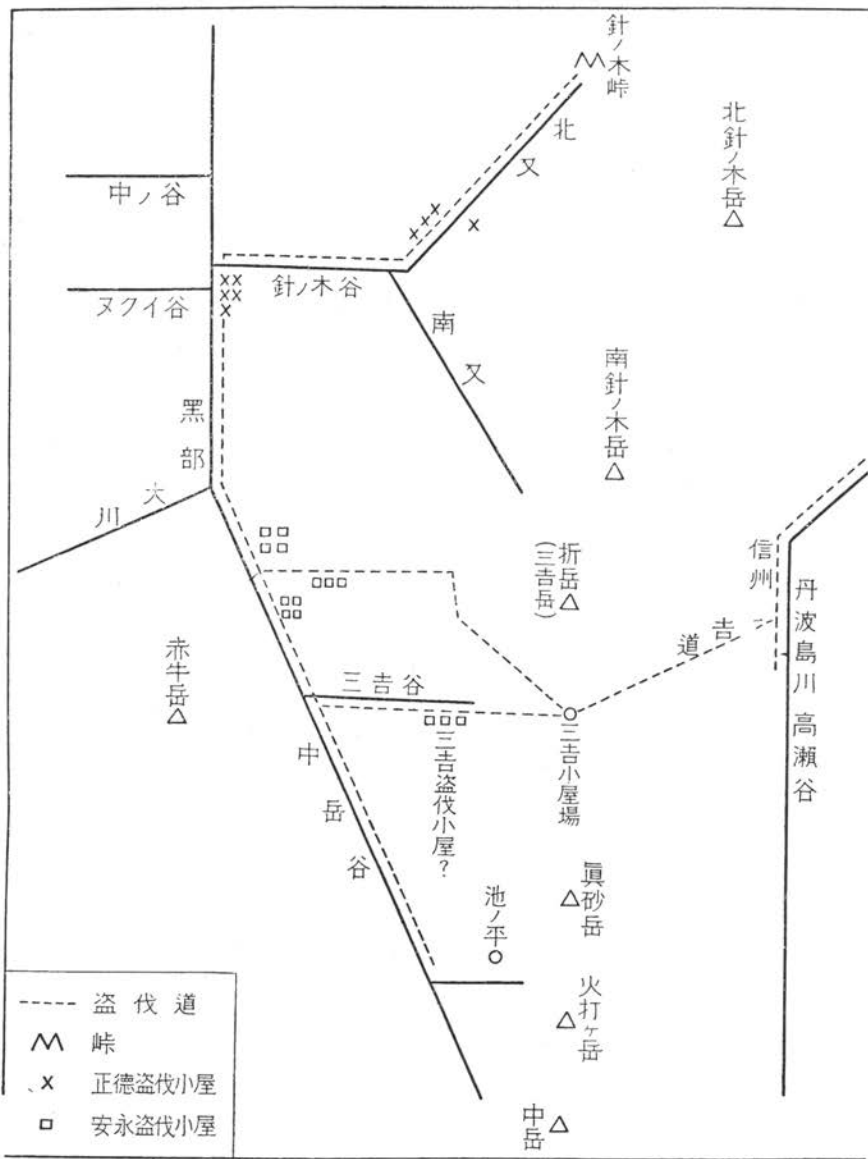 針ノ木峠
北又
北針ノ木岳
中ノ谷
針ノ木谷
ヌクイ谷
南又
南針ノ木岳
黑部
大川
折岳
(三吉岳)
信州
丹波島川高瀨谷
三吉道
赤牛岳
三吉谷
中岳谷
三吉盗伐小屋?
三吉小屋場
眞砂岳
池ノ平
火打ヶ岳
中岳
盗伐道
峠
x 正德盗伐小屋
安永盗伐小屋